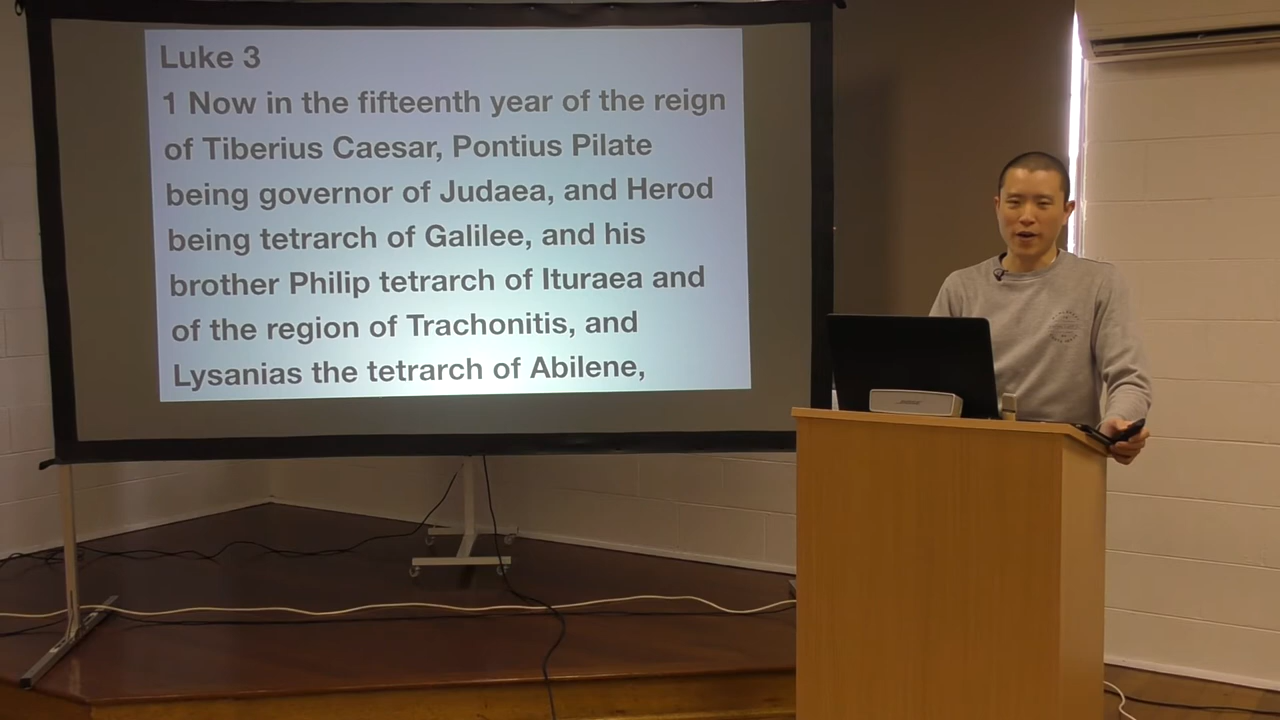 Luke 3
1 Now in the fifteenth year of the reign
of Tiberius Caesar, Pontius Pilate
being governor of Judaea, and Herod
being tetrarch of Galilee, and his
brother Philip tetrarch of Ituraea and
of the region of Trachonitis, and
Lysanias the tetrarch of Abilene,
BOSE